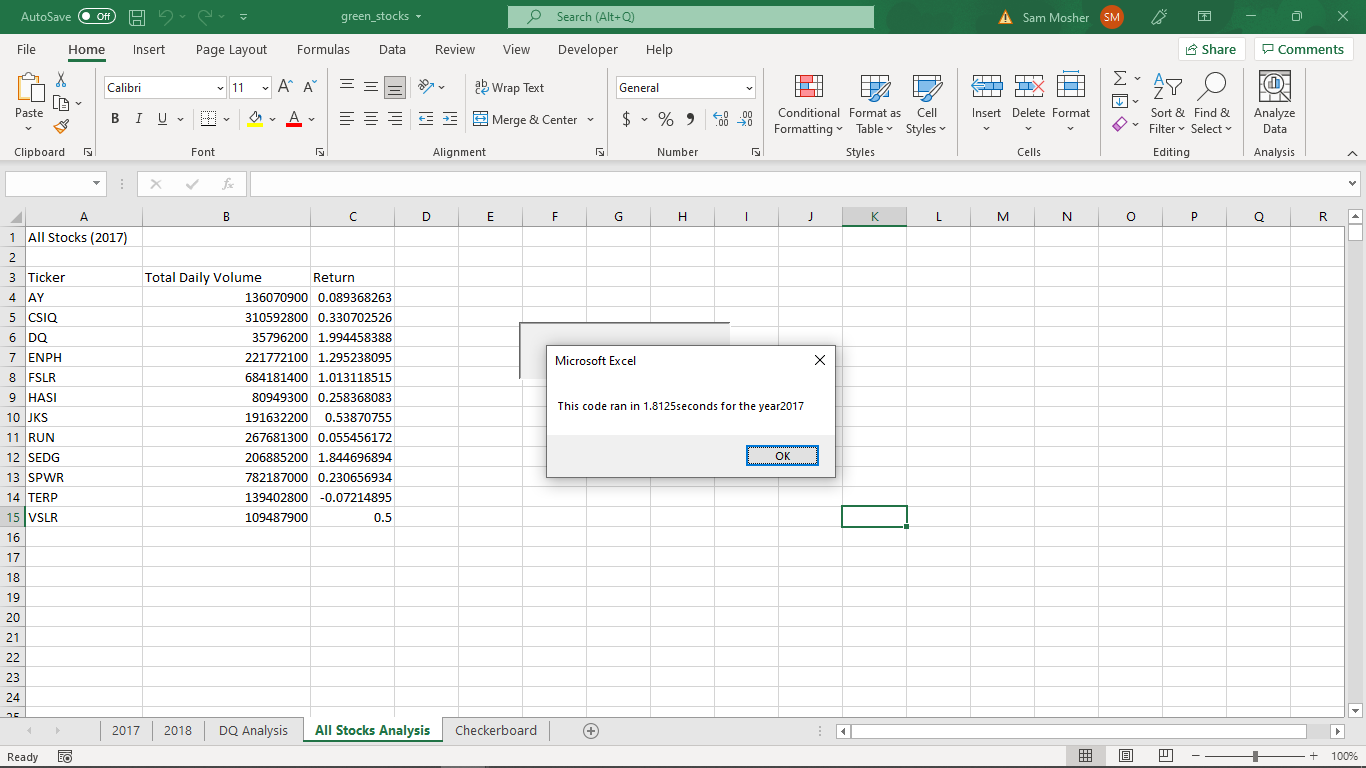 AutoSave Off green_stocks Search (Alt+Q) Sam Mosher SM
File Home Insert Page Layout Formulas Data Review View Developer Help Share Comments
Calibri 11 A A Wrap Text General
Paste B I U A Merge & Center $ % Conditional Formatting Format as Table Cell Styles Insert Delete Format Sort & Filter Find & Select Analyze Data
Clipboard Font Alignment Number Styles Cells Editing Analysis
fx
A B C D E F G H I J K L M N O P Q R
1 All Stocks (2017)
2
3 Ticker Total Daily Volume Return
4 AY 136070900 0.089368263
5 CSIQ 310592800 0.330702526
6 DQ 35796200 1.994458388
7 ENPH 221772100 1.295238095
8 FSLR 684181400 1.013118515
9 HASI 80949300 0.258368083
10 JKS 191632200 0.53870755
11 RUN 267681300 0.055456172
12 SEDG 206885200 1.844696894
13 SPWR 782187000 0.230656934
14 TERP 139402800 -0.07214895
15 VSLR 109487900 0.5
16
17
18
19
20
21
22
23
24
25
Microsoft Excel
This code ran in 1.8125seconds for the year2017
OK
2017 2018 DQ Analysis All Stocks Analysis Checkerboard
Ready 100%